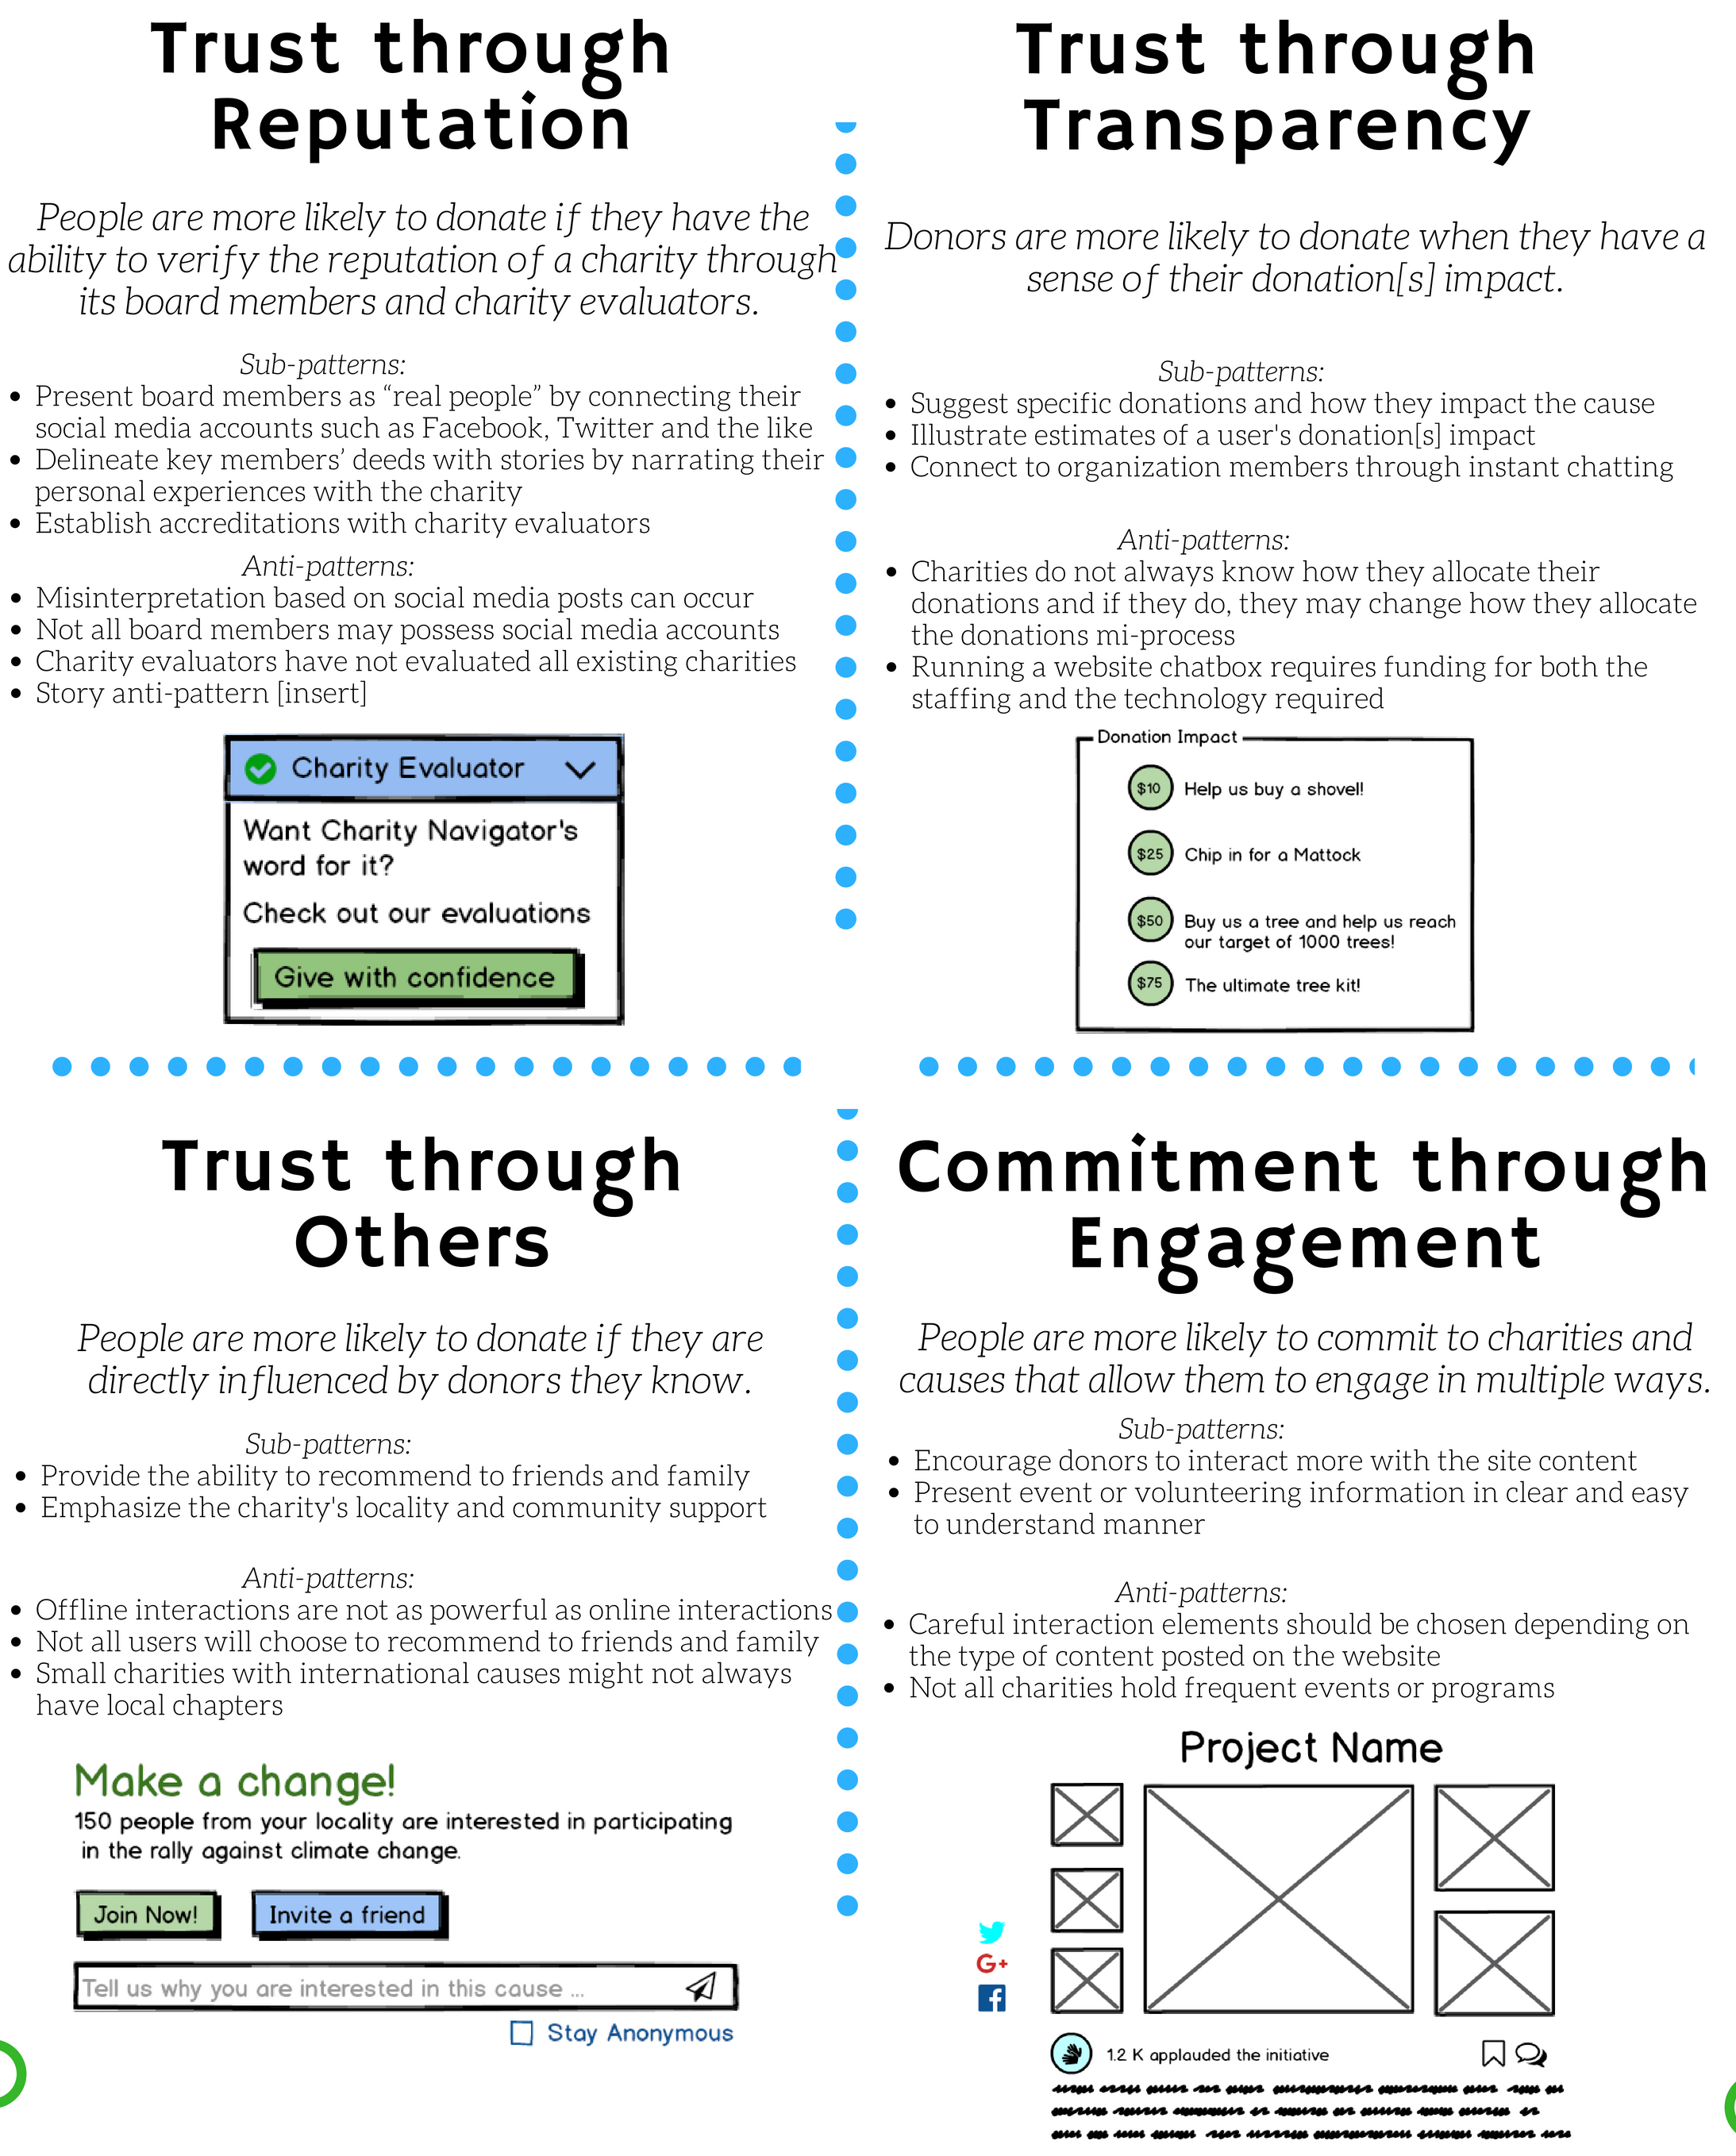 Trust through
Reputation
People are more likely to donate if they have the
ability to verify the reputation of a charity through
its board members and charity evaluators.
Sub-patterns:
• Present board members as “real people” by connecting their
social media accounts such as Facebook, Twitter and the like
• Delineate key members’ deeds with stories by narrating their
personal experiences with the charity
• Establish accreditations with charity evaluators
Anti-patterns:
• Misinterpretation based on social media posts can occur
• Not all board members may possess social media accounts
• Charity evaluators have not evaluated all existing charities
• Story anti-pattern [insert]
Charity Evaluator
Want Charity Navigator's
word for it?
Check out our evaluations
Give with confidence
Trust through
Transparency
Donors are more likely to donate when they have a
sense of their donation[s] impact.
Sub-patterns:
• Suggest specific donations and how they impact the cause
• Illustrate estimates of a user's donation[s] impact
• Connect to organization members through instant chatting
Anti-patterns:
• Charities do not always know how they allocate their
donations and if they do, they may change how they allocate
the donations mi-process
• Running a website chatbox requires funding for both the
staffing and the technology required
Donation Impact
$10 Help us buy a shovel!
$25 Chip in for a Mattock
$50 Buy us a tree and help us reach
our target of 1000 trees!
$75 The ultimate tree kit!
Trust through
Others
People are more likely to donate if they are
directly influenced by donors they know.
Sub-patterns:
• Provide the ability to recommend to friends and family
• Emphasize the charity's locality and community support
Anti-patterns:
• Offline interactions are not as powerful as online interactions
• Not all users will choose to recommend to friends and family
• Small charities with international causes might not always
have local chapters
Make a change!
150 people from your locality are interested in participating
in the rally against climate change.
Join Now! Invite a friend
Tell us why you are interested in this cause ...
Stay Anonymous
Commitment through
Engagement
People are more likely to commit to charities and
causes that allow them to engage in multiple ways.
Sub-patterns:
• Encourage donors to interact more with the site content
• Present event or volunteering information in clear and easy
to understand manner
Anti-patterns:
• Careful interaction elements should be chosen depending on
the type of content posted on the website
• Not all charities hold frequent events or programs
Project Name
G+
f
1.2 K applauded the initiative